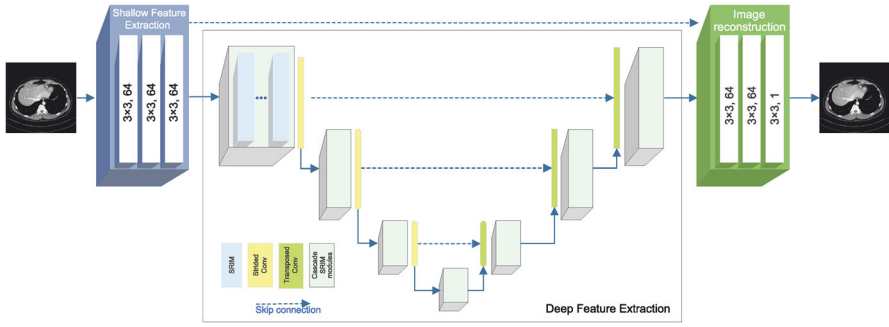 Shallow Feature
Extraction
3×3, 64
3×3, 64
3×3, 64
Image
reconstruction
3×3, 64
3×3, 64
3×3, 1
SRIM
Strided
Conv
Transposed
Conv
Cascade
SRIM
modules
Skip connection
Deep Feature Extraction